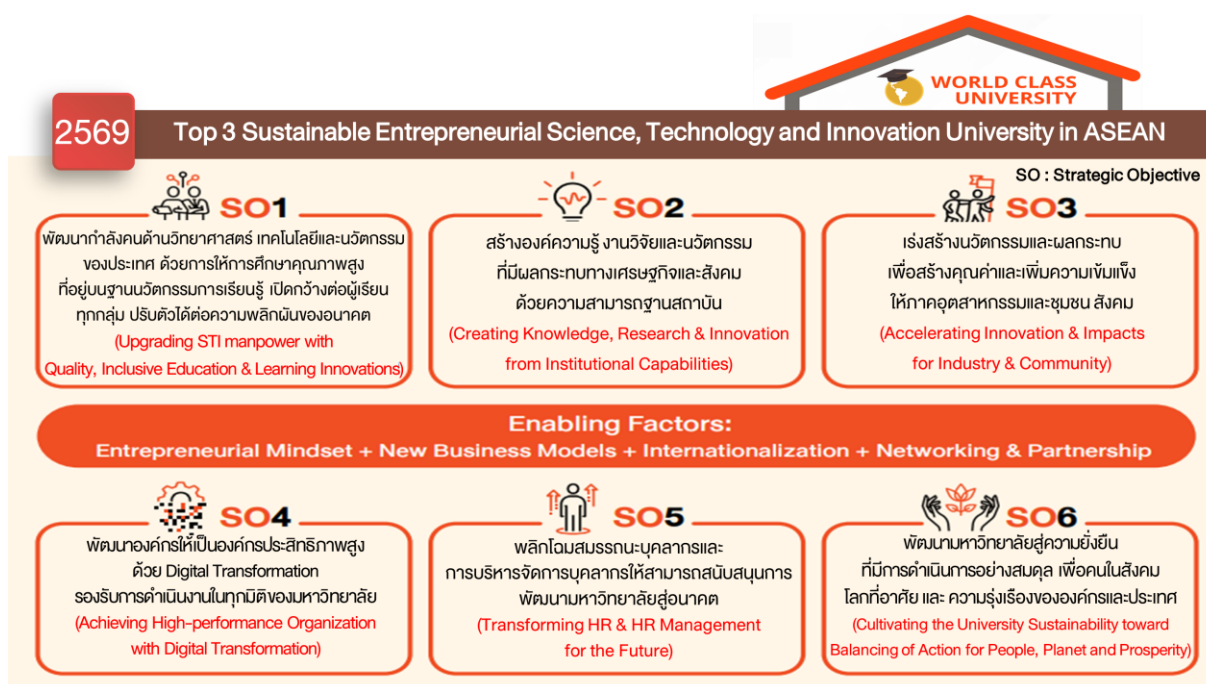 WORLD CLASS
UNIVERSITY
2569
Top 3 Sustainable Entrepreneurial Science, Technology and Innovation University in ASEAN
SO : Strategic Objective
SO1
พัฒนากำลังคนด้านวิทยาศาสตร์ เทคโนโลยีและนวัตกรรม
ของประเทศ ด้วยการให้การศึกษาคุณภาพสูง
ที่อยู่บนฐานนวัตกรรมการเรียนรู้ เปิดกว้างต่อผู้เรียน
ทุกกลุ่ม ปรับตัวได้ต่อความพลิกผันของอนาคต
(Upgrading STI manpower with
Quality, Inclusive Education & Learning Innovations)
SO2
สร้างองค์ความรู้ งานวิจัยและนวัตกรรม
ที่มีผลกระทบทางเศรษฐกิจและสังคม
ด้วยความสามารถฐานสถาบัน
(Creating Knowledge, Research & Innovation
from Institutional Capabilities)
SO3
เร่งสร้างนวัตกรรมและผลกระทบ
เพื่อสร้างคุณค่าและเพิ่มความเข้มแข็ง
ให้ภาคอุตสาหกรรมและชุมชน สังคม
(Accelerating Innovation & Impacts
for Industry & Community)
Enabling Factors:
Entrepreneurial Mindset + New Business Models + Internationalization + Networking & Partnership
SO4
พัฒนาองค์กรให้เป็นองค์กรประสิทธิภาพสูง
ด้วย Digital Transformation
รองรับการดำเนินงานในทุกมิติของมหาวิทยาลัย
(Achieving High-performance Organization
with Digital Transformation)
SO5
พลิกโฉมสมรรถนะบุคลากรและ
การบริหารจัดการบุคลากรให้สามารถสนับสนุนการ
พัฒนามหาวิทยาลัยสู่อนาคต
(Transforming HR & HR Management
for the Future)
SO6
พัฒนามหาวิทยาลัยสู่ความยั่งยืน
ที่มีการดำเนินการอย่างสมดุล เพื่อคนในสังคม
โลกที่อาศัย และ ความรุ่งเรืองขององค์กรและประเทศ
(Cultivating the University Sustainability toward
Balancing of Action for People, Planet and Prosperity)